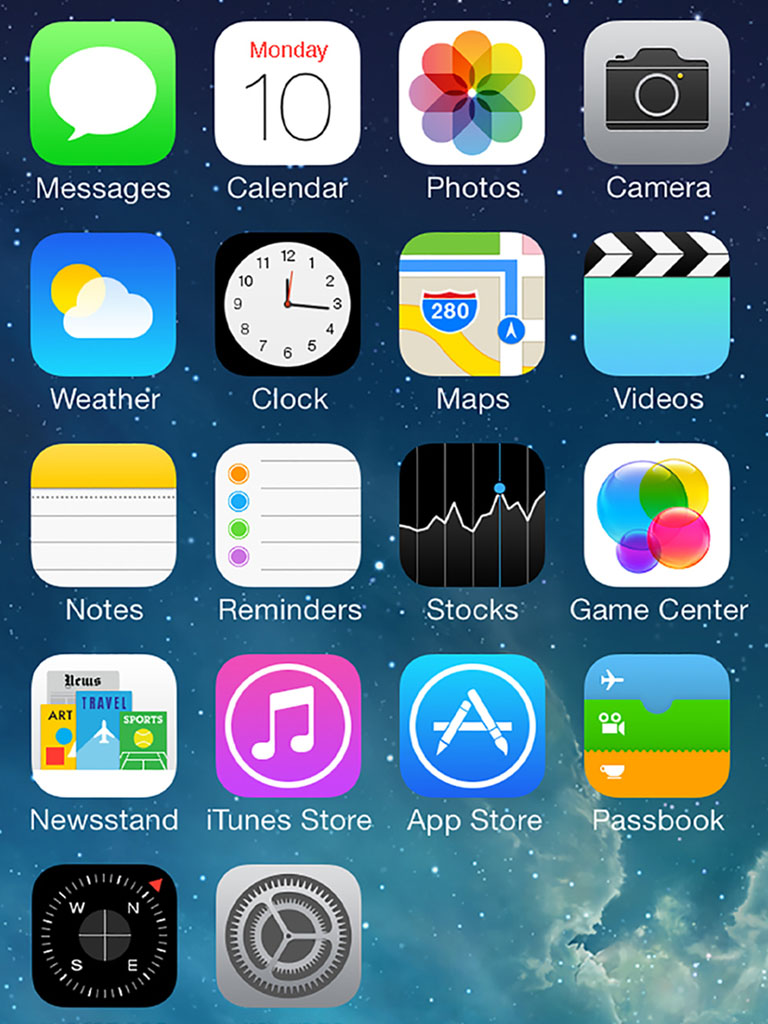 Monday
10
Messages Calendar Photos Camera
12
11 1
10 2
9 3
8 4
7 5
6
280
Weather Clock Maps Videos
Notes Reminders Stocks Game Center
News
TRAVEL
ART
SPORTS
Newsstand iTunes Store App Store Passbook
W N
S E